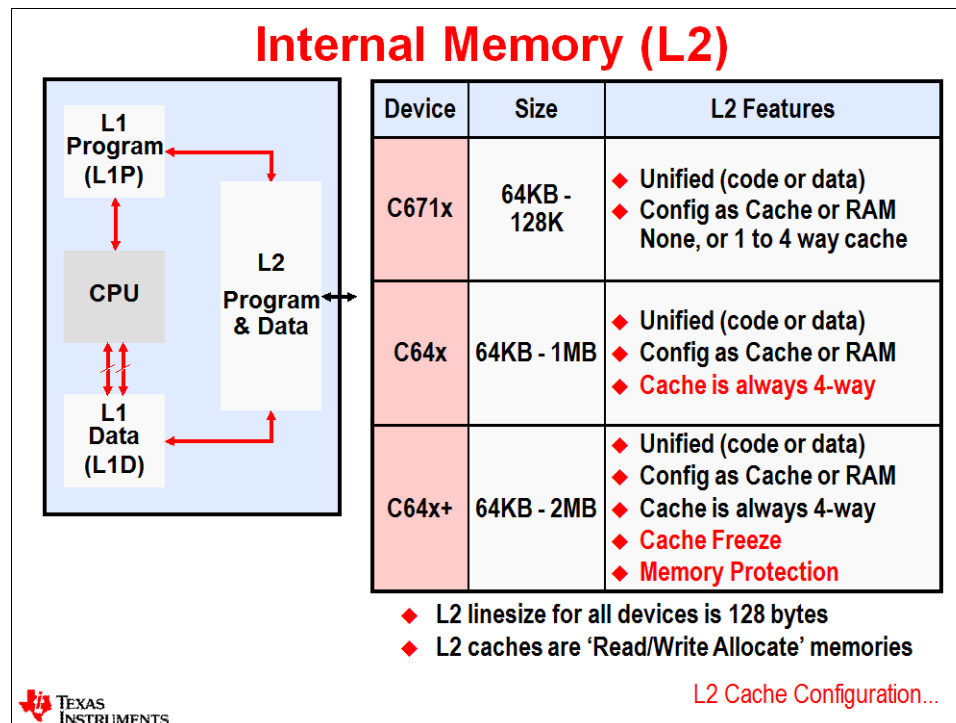 Internal Memory (L2)
L1
Program
(L1P)
CPU
L1
Data
(L1D)
L2
Program
& Data
Device Size L2 Features
C671x
64KB -
128K
◆ Unified (code or data)
◆ Config as Cache or RAM
None, or 1 to 4 way cache
C64x
64KB - 1MB
◆ Unified (code or data)
◆ Config as Cache or RAM
◆ Cache is always 4-way
C64x+
64KB - 2MB
◆ Unified (code or data)
◆ Config as Cache or RAM
◆ Cache is always 4-way
◆ Cache Freeze
◆ Memory Protection
◆ L2 linesize for all devices is 128 bytes
◆ L2 caches are ‘Read/Write Allocate’ memories
L2 Cache Configuration...
TEXAS
INSTRUMENTS